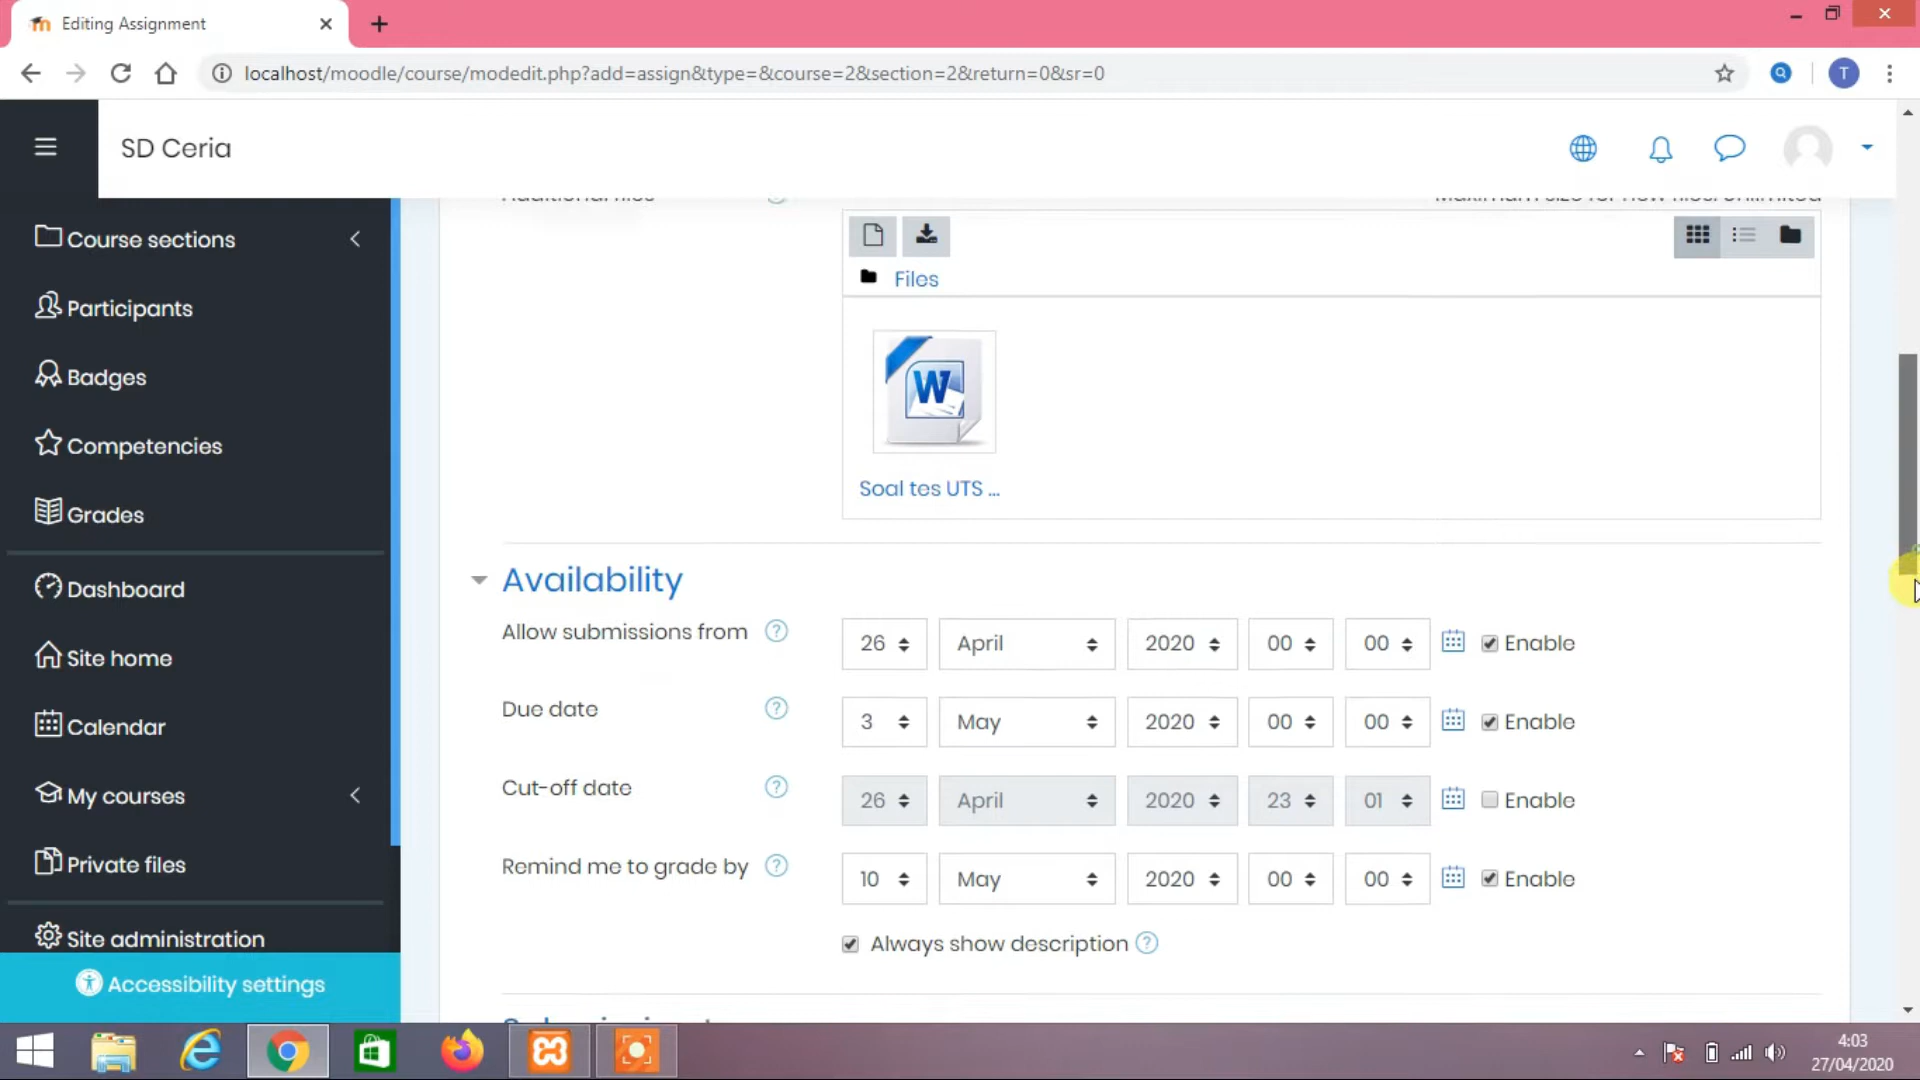 Editing Assignment
localhost/moodle/course/modedit.php?add=assign&type=&course=2&section=2&return=0&sr=0
T
SD Ceria
Additional files
Maximum size for new files: Unlimited
Course sections
Participants
Badges
Competencies
Grades
Dashboard
Site home
Calendar
My courses
Private files
Site administration
Accessibility settings
Files
W
Soal tes UTS ...
Availability
Allow submissions from ? 26 April 2020 00 00 Enable
Due date ? 3 May 2020 00 00 Enable
Cut-off date ? 26 April 2020 23 01 Enable
Remind me to grade by ? 10 May 2020 00 00 Enable
Always show description ?
4:03
27/04/2020